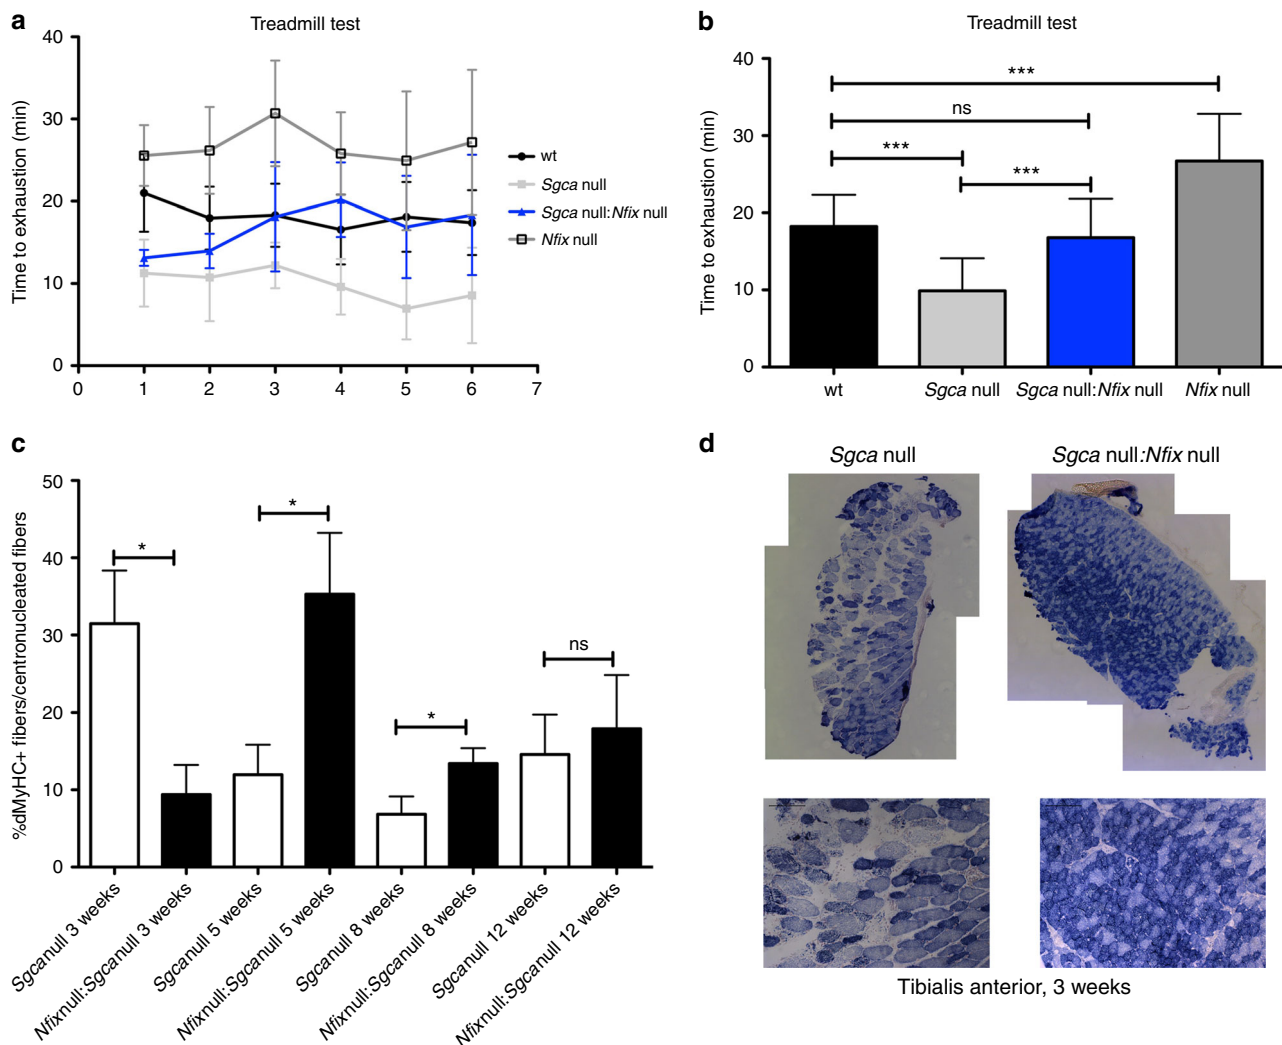 a
Treadmill test
Time to exhaustion (min)
40
30
20
10
0
0 1 2 3 4 5 6 7
wt
Sgca null
Sgca null:Nfix null
Nfix null
b
Treadmill test
Time to exhaustion (min)
40
30
20
10
0
***
ns
***
***
wt Sgca null Sgca null:Nfix null Nfix null
c
%dMyHC+ fibers/centronucleated fibers
50
40
30
20
10
0
*
*
*
ns
Sgcanull 3 weeks
Nfixnull:Sgcanull 3 weeks
Sgcanull 5 weeks
Nfixnull:Sgcanull 5 weeks
Sgcanull 8 weeks
Nfixnull:Sgcanull 8 weeks
Sgcanull 12 weeks
Nfixnull:Sgcanull 12 weeks
d
Sgca null
Sgca null:Nfix null
Tibialis anterior, 3 weeks